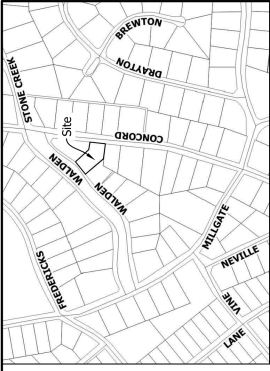 BREWTON
STONE CREEK
DRAYTON
Site
CONCORD
WALDEN
WALDEN
MILLGATE
FREDERICKS
NEVILLE
VINE
LANE